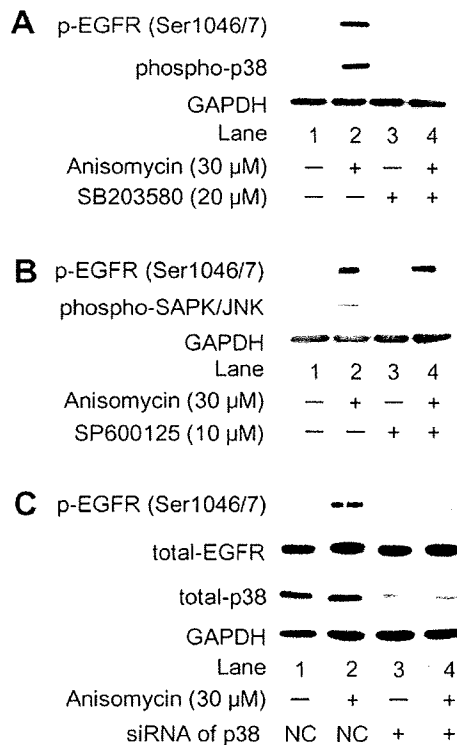 A
p-EGFR (Ser1046/7)
phospho-p38
GAPDH
Lane 1 2 3 4
Anisomycin (30 µM) — + — +
SB203580 (20 µM) — — + +
B
p-EGFR (Ser1046/7)
phospho-SAPK/JNK
GAPDH
Lane 1 2 3 4
Anisomycin (30 µM) — + — +
SP600125 (10 µM) — — + +
C
p-EGFR (Ser1046/7)
total-EGFR
total-p38
GAPDH
Lane 1 2 3 4
Anisomycin (30 µM) — + — +
siRNA of p38 NC NC + +